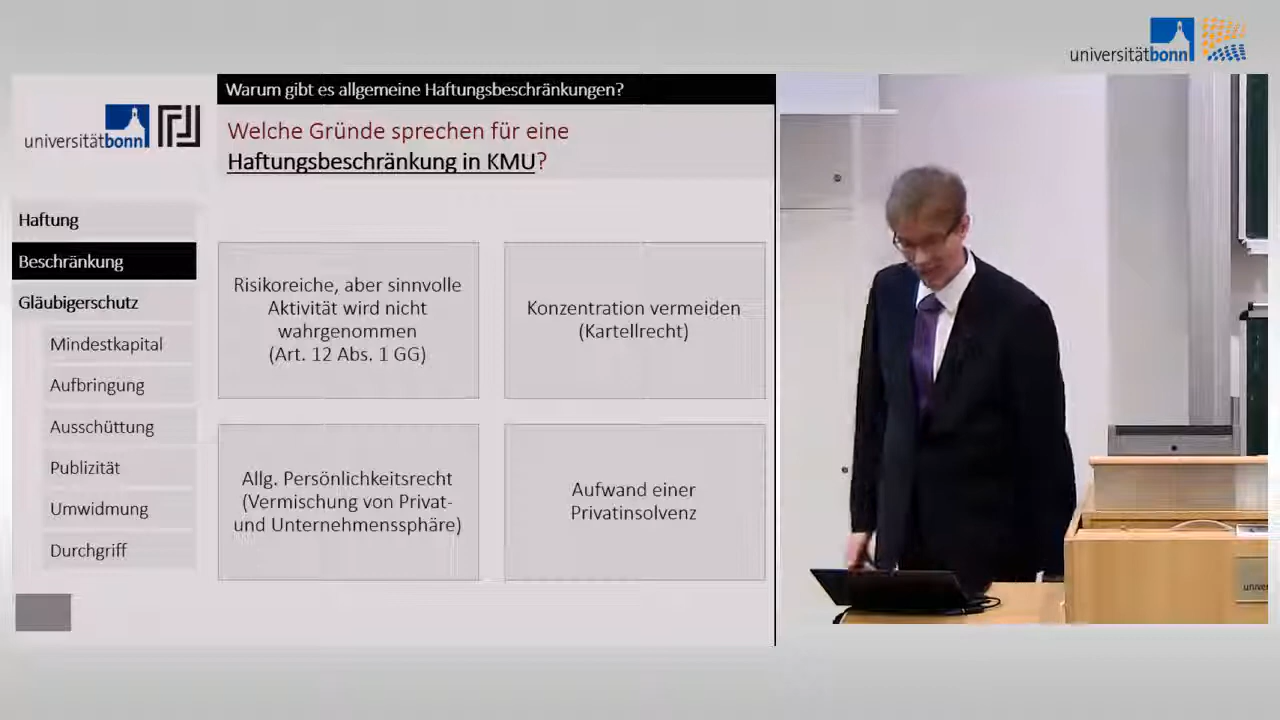 universitätbonn
Warum gibt es allgemeine Haftungsbeschränkungen?
universitätbonn
Welche Gründe sprechen für eine
Haftungsbeschränkung in KMU?
Haftung
Beschränkung
Gläubigerschutz
Mindestkapital
Aufbringung
Ausschüttung
Publizität
Umwidmung
Durchgriff
Risikoreiche, aber sinnvolle
Aktivität wird nicht
wahrgenommen
(Art. 12 Abs. 1 GG)
Konzentration vermeiden
(Kartellrecht)
Allg. Persönlichkeitsrecht
(Vermischung von Privat-
und Unternehmenssphäre)
Aufwand einer
Privatinsolvenz